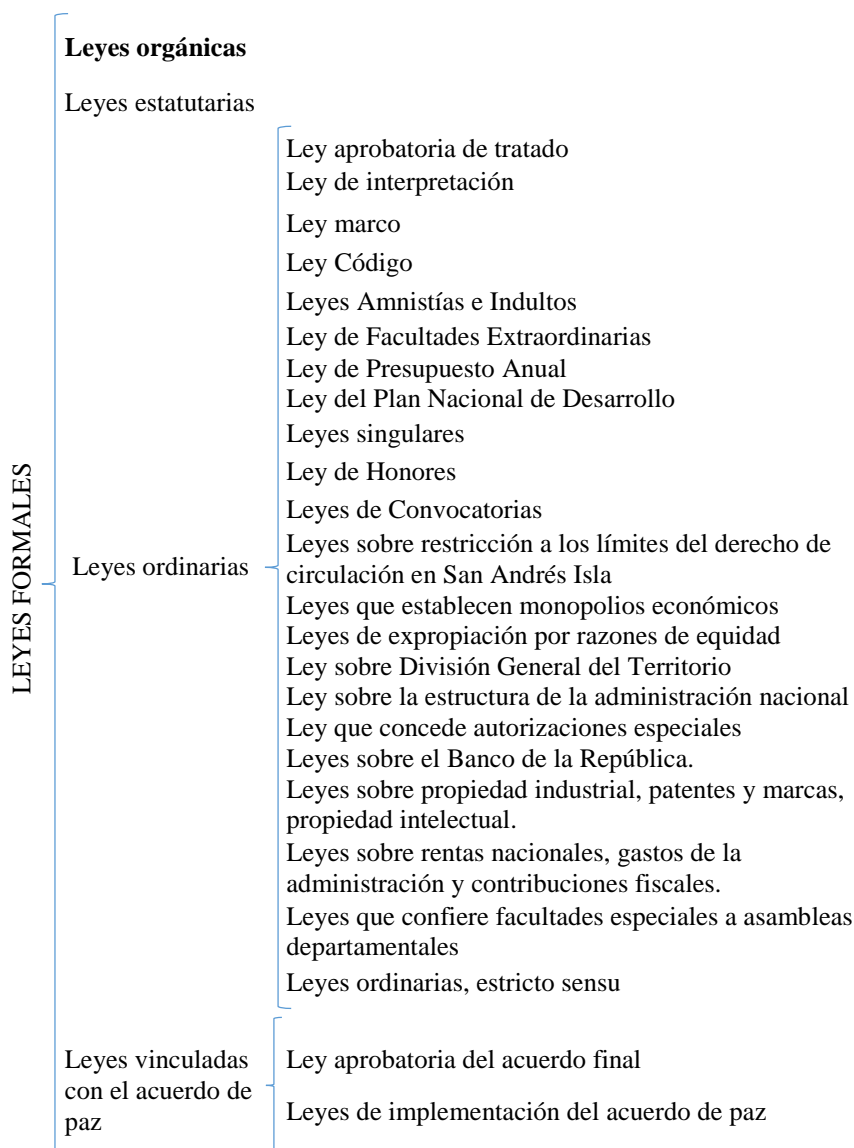 LEYES FORMALES
Leyes orgánicas
Leyes estatutarias
Leyes ordinarias
Ley aprobatoria de tratado
Ley de interpretación
Ley marco
Ley Código
Leyes Amnistías e Indultos
Ley de Facultades Extraordinarias
Ley de Presupuesto Anual
Ley del Plan Nacional de Desarrollo
Leyes singulares
Ley de Honores
Leyes de Convocatorias
Leyes sobre restricción a los límites del derecho de
circulación en San Andrés Isla
Leyes que establecen monopolios económicos
Leyes de expropiación por razones de equidad
Ley sobre División General del Territorio
Ley sobre la estructura de la administración nacional
Ley que concede autorizaciones especiales
Leyes sobre el Banco de la República.
Leyes sobre propiedad industrial, patentes y marcas,
propiedad intelectual.
Leyes sobre rentas nacionales, gastos de la
administración y contribuciones fiscales.
Leyes que confiere facultades especiales a asambleas
departamentales
Leyes ordinarias, estricto sensu
Leyes vinculadas
con el acuerdo de
paz
Ley aprobatoria del acuerdo final
Leyes de implementación del acuerdo de paz